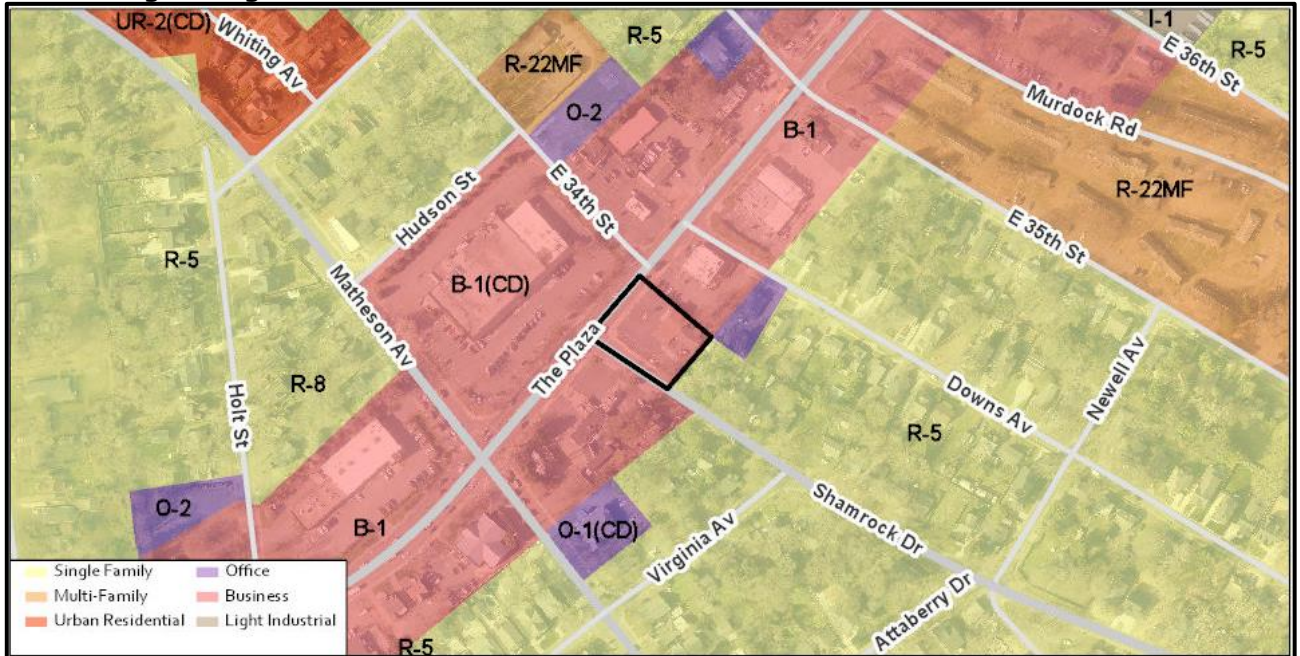 UR-2(CD)
Whiting Av
R-22MF
R-5
O-2
I-1
E 36th St
R-5
Murdock Rd
B-1
R-22MF
E 34th St
Hudson St
E 35th St
R-5
B-1(CD)
Matheson Av
The Plaza
R-8
Holt St
Downs Av
Newell Av
R-5
O-2
B-1
O-1(CD)
Virginia Av
Shamrock Dr
Attaberry Dr
R-5
Single Family
Office
Multi-Family
Business
Urban Residential
Light Industrial